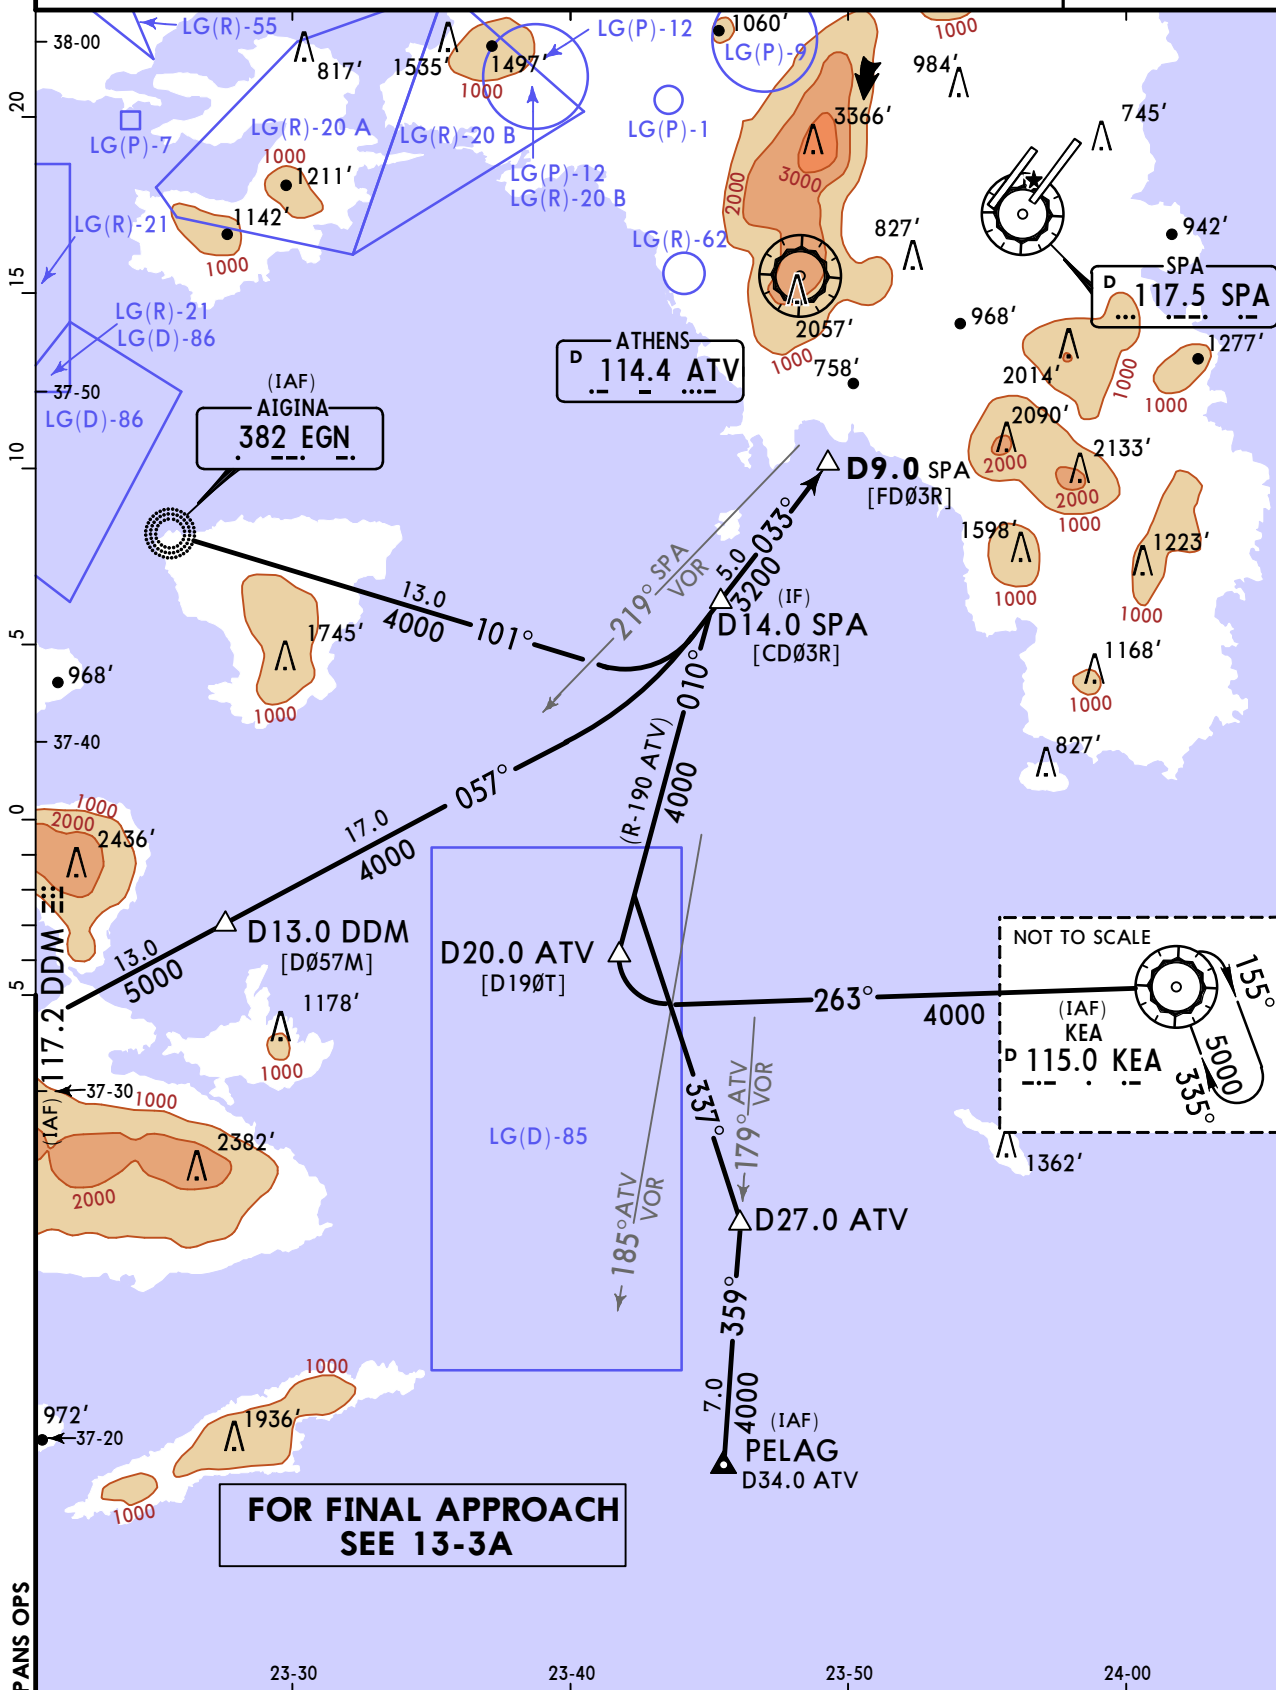 38-00
LG(R)-55
817'
1535'
1497'
1000
LG(P)-12
1060'
LG(P)-9
1000
984'
20
LG(P)-7
LG(R)-20 A
LG(R)-20 B
LG(P)-1
3366'
745'
1000
1211'
LG(P)-12
LG(R)-20 B
3000
2000
LG(R)-21
1142'
1000
LG(R)-62
827'
942'
15
SPA
D 117.5 SPA
LG(R)-21
LG(D)-86
ATHENS
D 114.4 ATV
2057'
1000
758'
968'
2014'
1000
1277'
1000
37-50
LG(D)-86
(IAF)
AIGINA
382 EGN
2090'
2000
2133'
2000
1000
10
D9.0 SPA
[FDØ3R]
033°
5.0
3200
219° SPA
VOR
1598'
1000
1223'
1000
13.0
4000
101°
(IF)
D14.0 SPA
[CDØ3R]
5
1745'
1000
968'
010°
1168'
1000
37-40
(R-190 ATV)
4000
827'
057°
17.0
4000
0
1000
2000
2436'
D13.0 DDM
[DØ57M]
13.0
5000
D20.0 ATV
[D19ØT]
NOT TO SCALE
(IAF)
KEA
D 115.0 KEA
155°
5000
335°
263°
4000
5
1178'
1000
(IAF) 117.2 DDM
37-30
1000
2382'
2000
LG(D)-85
337°
179° ATV
VOR
185° ATV
VOR
1362'
D27.0 ATV
359°
7.0
4000
(IAF)
PELAG
D34.0 ATV
1000
972'
37-20
1936'
1000
FOR FINAL APPROACH
SEE 13-3A
PANS OPS
23-30
23-40
23-50
24-00